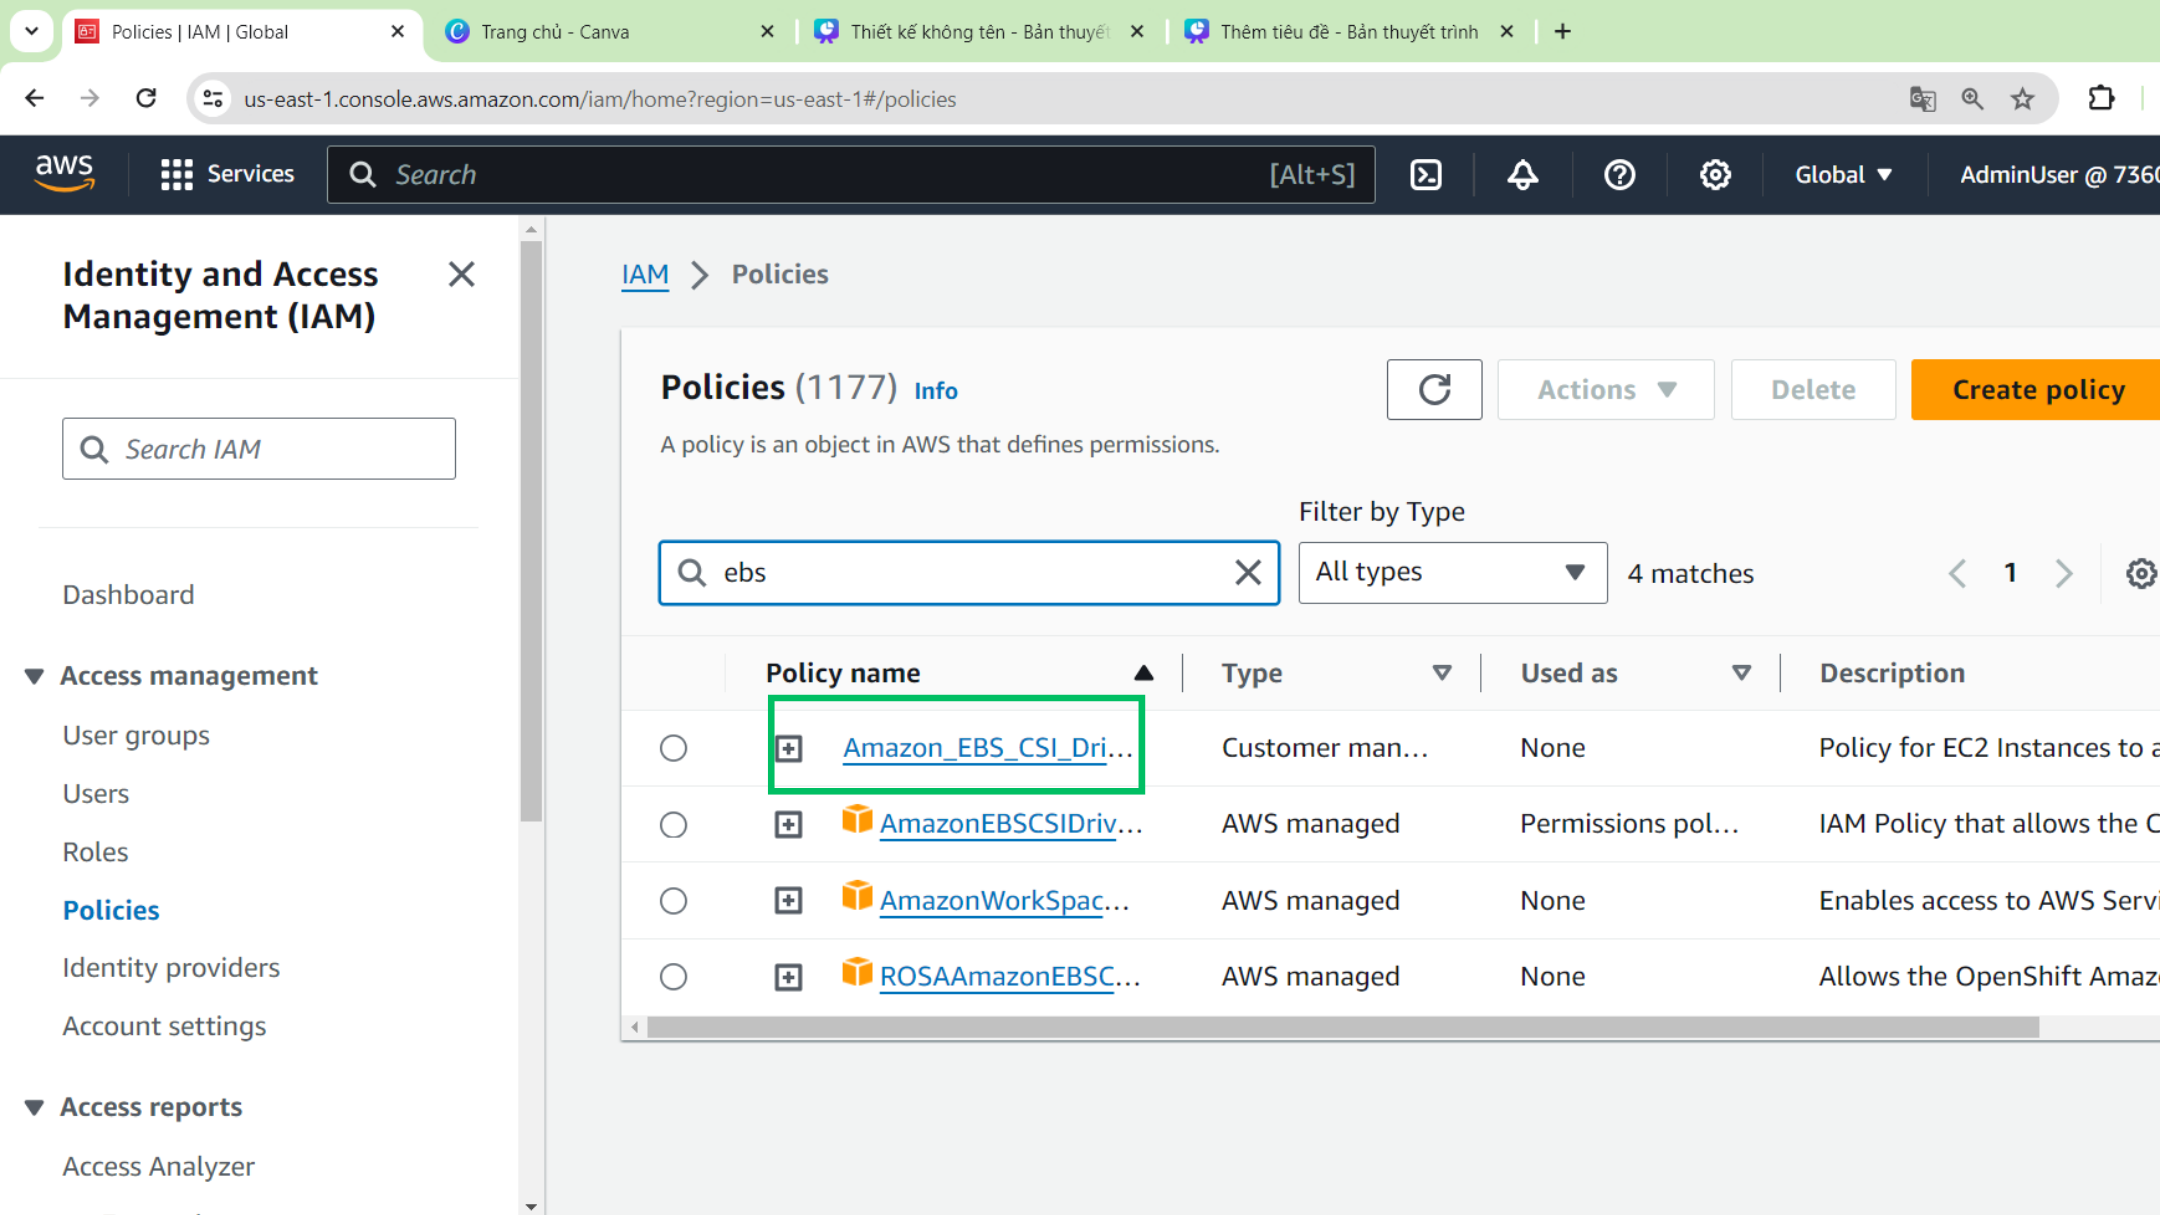 Policies | IAM | Global
Trang chủ - Canva
Thiết kế không tên - Bản thuyết
Thêm tiêu đề - Bản thuyết trình
us-east-1.console.aws.amazon.com/iam/home?region=us-east-1#/policies
aws
Services
Search
[Alt+S]
Global
AdminUser @ 7360
Identity and Access
Management (IAM)
Search IAM
Dashboard
Access management
User groups
Users
Roles
Policies
Identity providers
Account settings
Access reports
Access Analyzer
IAM
Policies
Policies (1177) Info
A policy is an object in AWS that defines permissions.
Actions
Delete
Create policy
Filter by Type
ebs
All types
4 matches
1
Policy name
Type
Used as
Description
Amazon_EBS_CSI_Dri... Customer man... None Policy for EC2 Instances to a
AmazonEBSCSIDriv... AWS managed Permissions pol... IAM Policy that allows the C
AmazonWorkSpac... AWS managed None Enables access to AWS Servi
ROSAAmazonEBSC... AWS managed None Allows the OpenShift Amaz